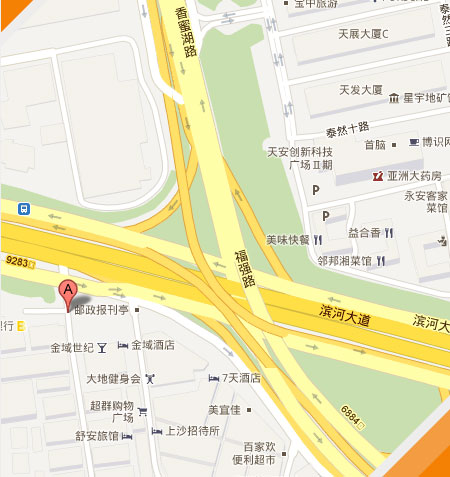 宝中旅游
泰然
香蜜湖路
天展大厦C
天发大厦
星宇地矿馆
泰然十路
首脑
博识网
天安创新科技
广场Ⅱ期
亚洲大药房
P
永安客家
菜馆
P
益合香
美味快餐
邻邦湘菜馆
福强路
9283
A
邮政报刊亭
滨河大道
滨河大
银行
E
金域世纪
金域酒店
大地健身会
7天酒店
超群购物
广场
美宜佳
6884
舒安旅馆
上沙招待所
百家欢
便利超市